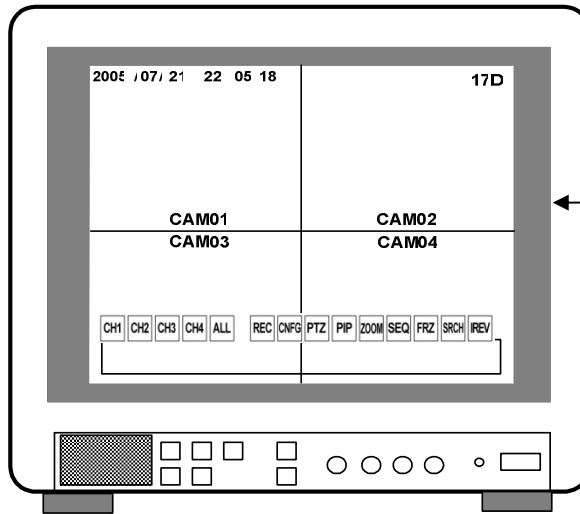 2005 /07/ 21 22 05 18 17D
CAM01 CAM02
CAM03 CAM04
CH1 CH2 CH3 CH4 ALL REC CNFG PTZ PIP ZOOM SEQ FRZ SRCH IREV